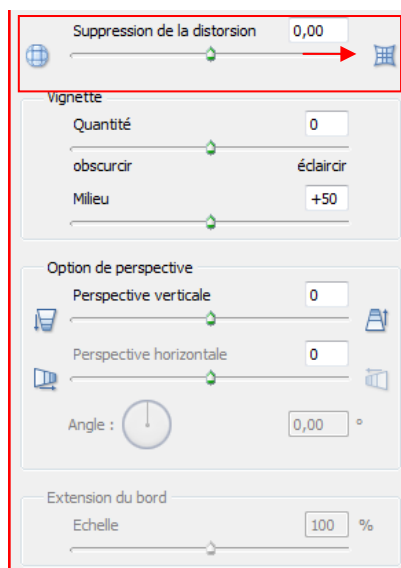 Suppression de la distorsion 0,00
Vignette
Quantité 0
obscurcir éclaircir
Milieu +50
Option de perspective
Perspective verticale 0
Perspective horizontale 0
Angle : 0,00 °
Extension du bord
Echelle 100 %